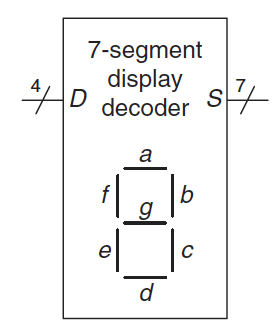 7-segment
display
4 D decoder S 7
a
f b
g
e c
d